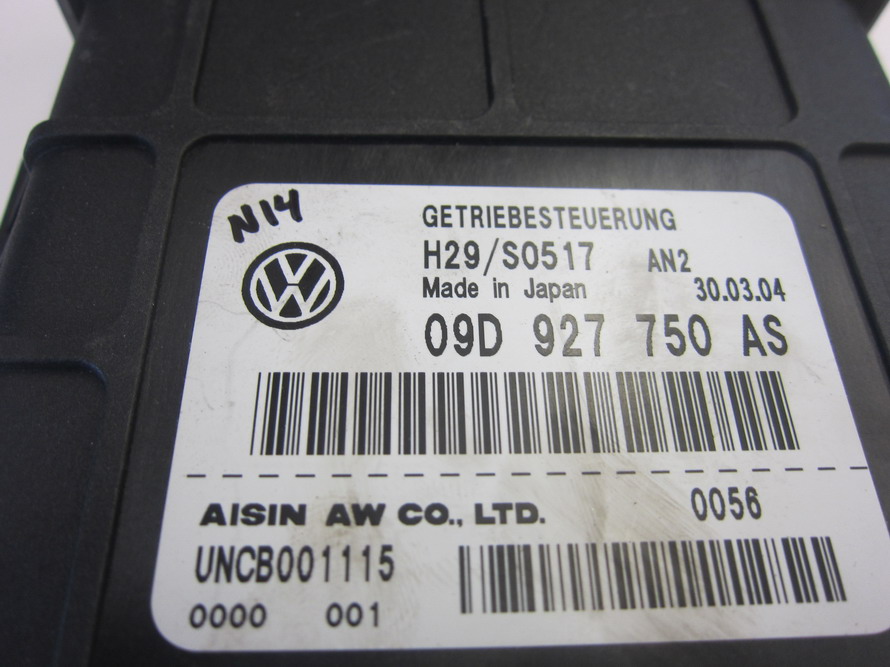 N14
GETRIEBESTEUERUNG
H29/S0517 AN2
Made in Japan 30.03.04
09D 927 750 AS
AISIN AW CO., LTD. 0056
UNCB001115
0000 001